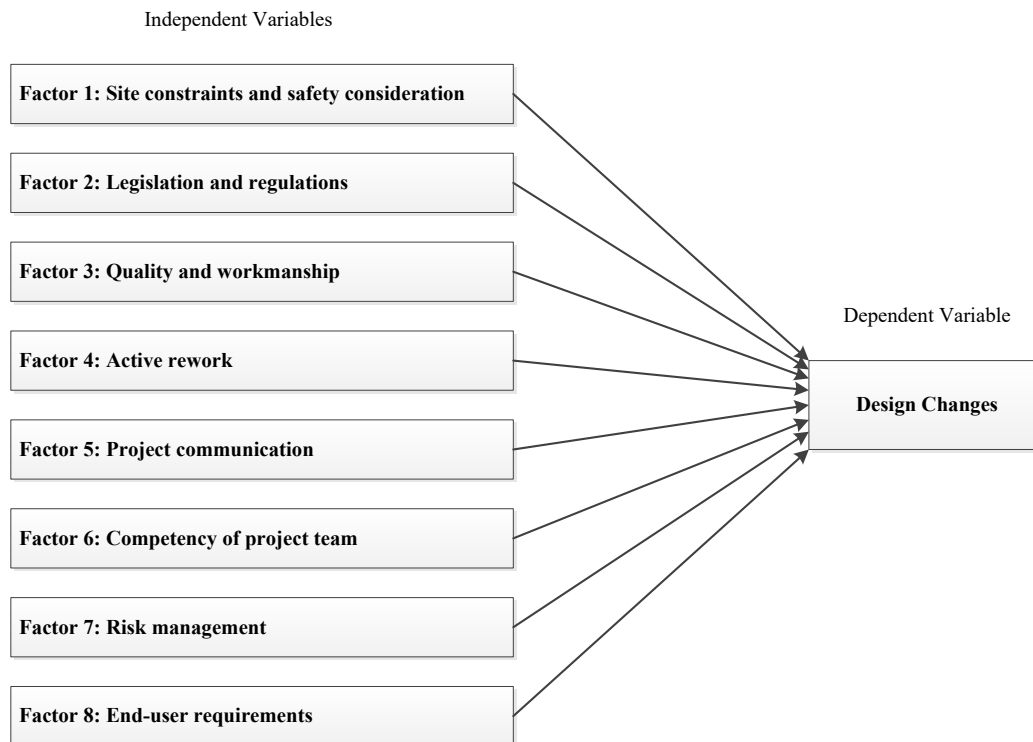 Independent Variables
Factor 1: Site constraints and safety consideration
Factor 2: Legislation and regulations
Factor 3: Quality and workmanship
Factor 4: Active rework
Factor 5: Project communication
Factor 6: Competency of project team
Factor 7: Risk management
Factor 8: End-user requirements
Dependent Variable
Design Changes